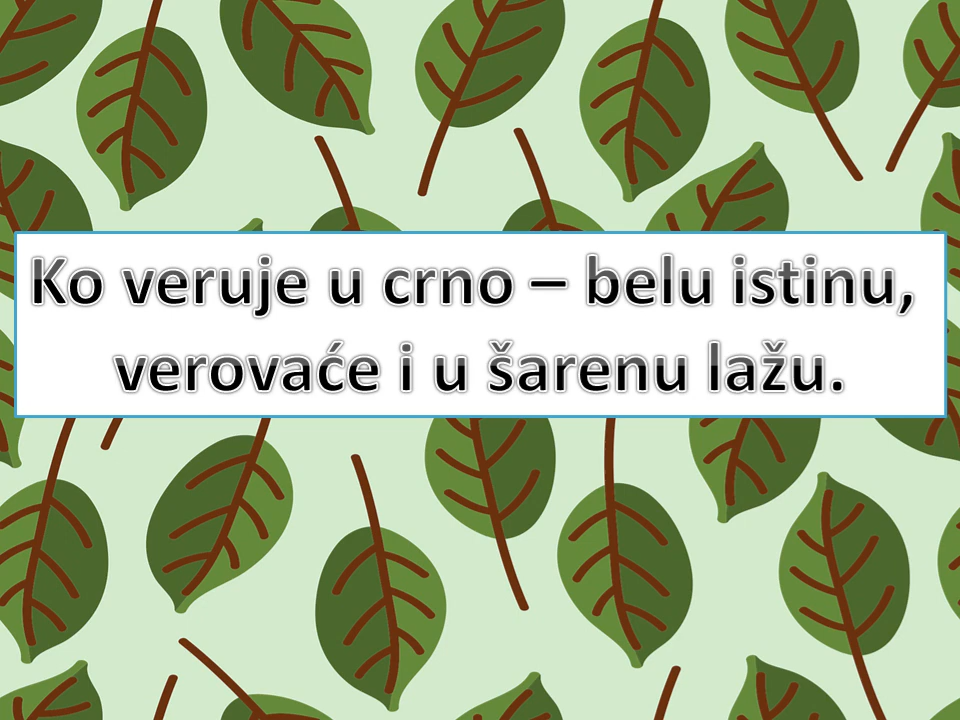 Ko veruje u crno – belu istinu,
verovaće i u šarenu lažu.